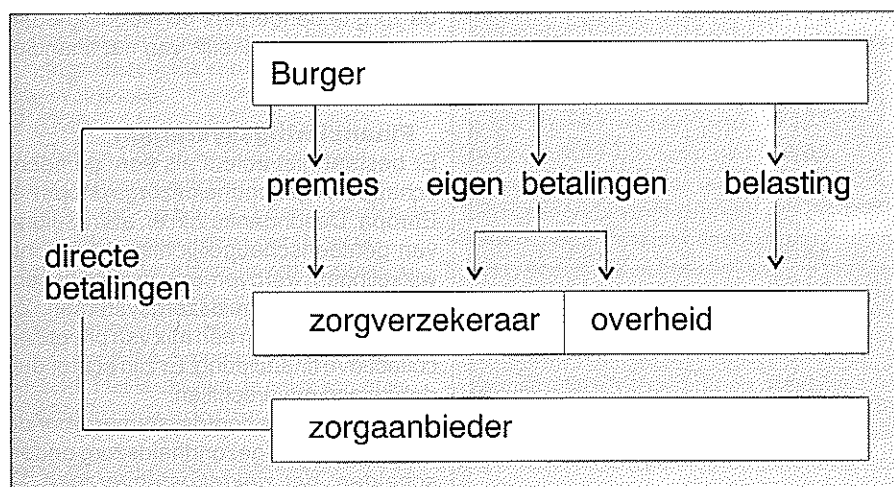 Burger
premies eigen betalingen belasting
directe
betalingen
zorgverzekeraar overheid
zorgaanbieder